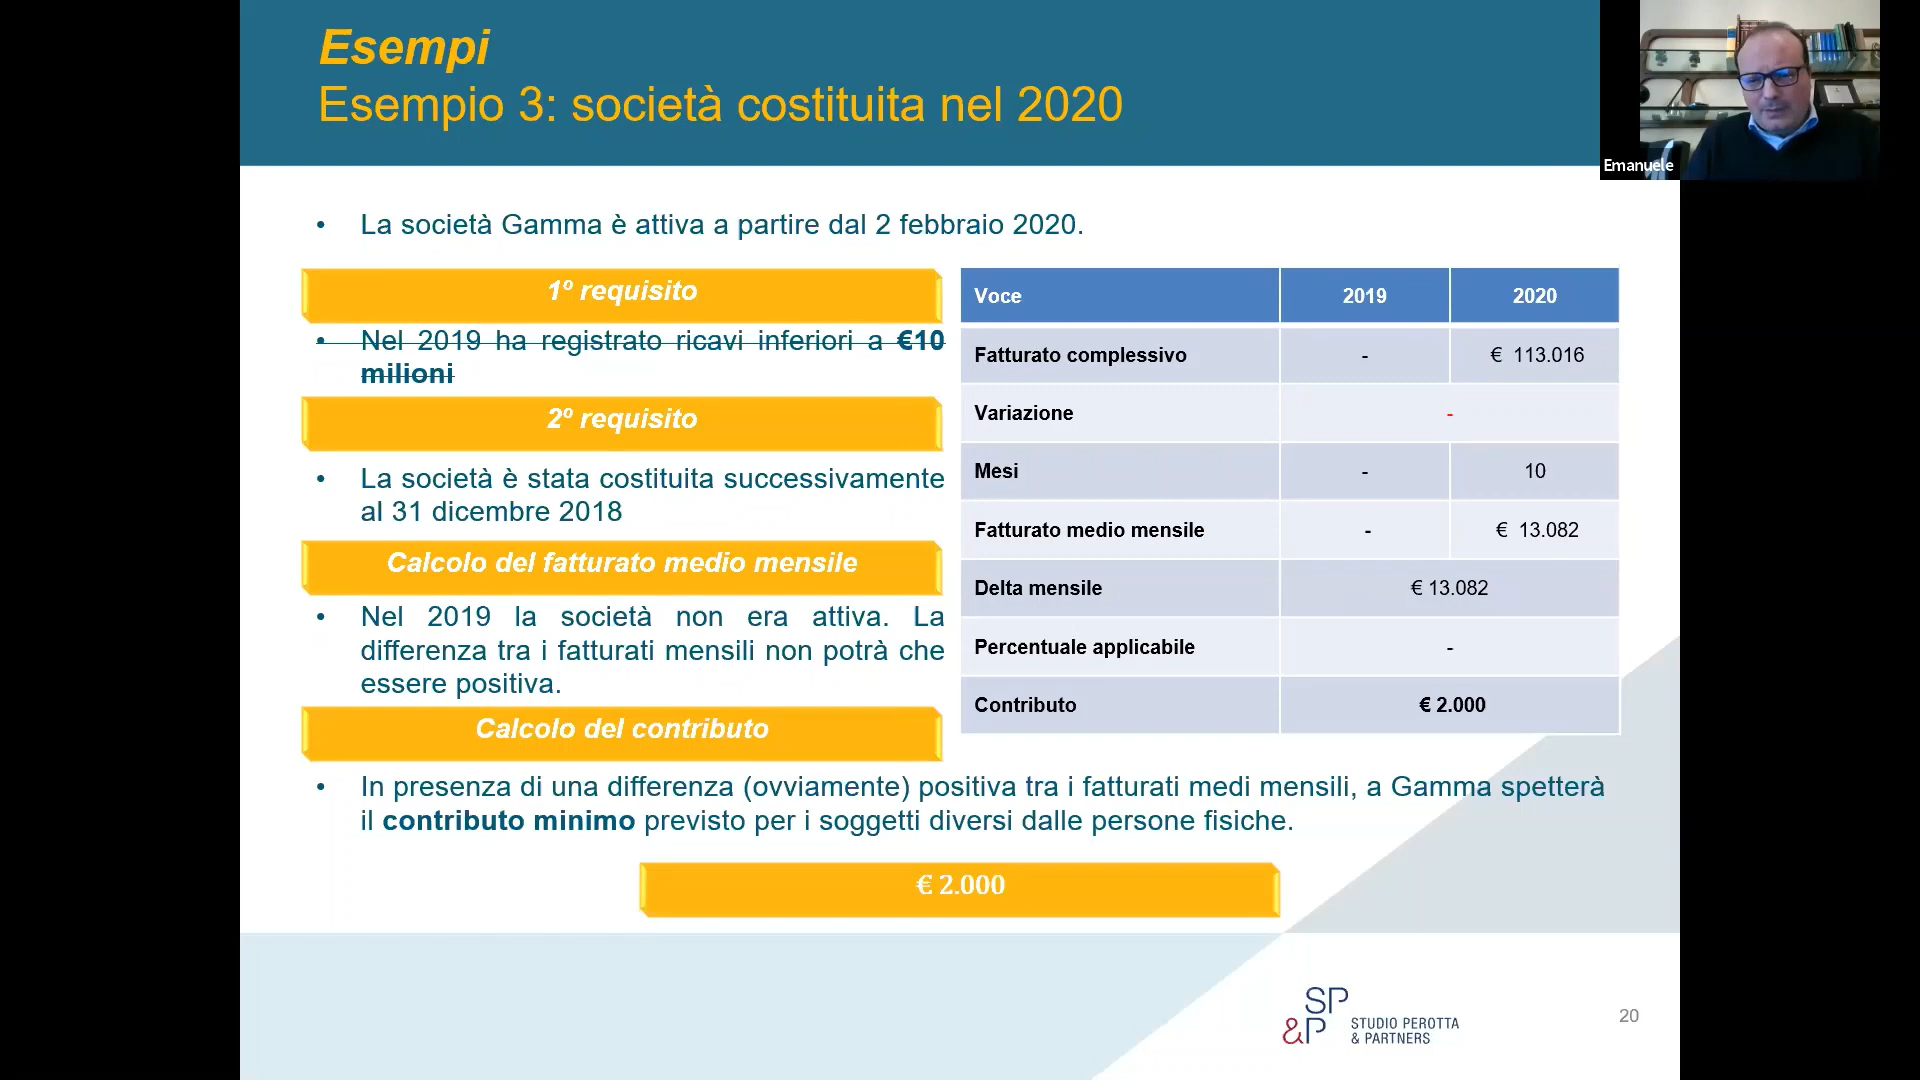 Esempi
Esempio 3: società costituita nel 2020
Emanuele
• La società Gamma è attiva a partire dal 2 febbraio 2020.
1º requisito
• Nel 2019 ha registrato ricavi inferiori a €10
milioni
2º requisito
• La società è stata costituita successivamente
al 31 dicembre 2018
Calcolo del fatturato medio mensile
• Nel 2019 la società non era attiva. La
differenza tra i fatturati mensili non potrà che
essere positiva.
Calcolo del contributo
Voce 2019 2020
Fatturato complessivo - € 113.016
Variazione -
Mesi - 10
Fatturato medio mensile - € 13.082
Delta mensile € 13.082
Percentuale applicabile -
Contributo € 2.000
• In presenza di una differenza (ovviamente) positiva tra i fatturati medi mensili, a Gamma spetterà
il contributo minimo previsto per i soggetti diversi dalle persone fisiche.
€ 2.000
SP
&P
STUDIO PEROTTA
& PARTNERS
20